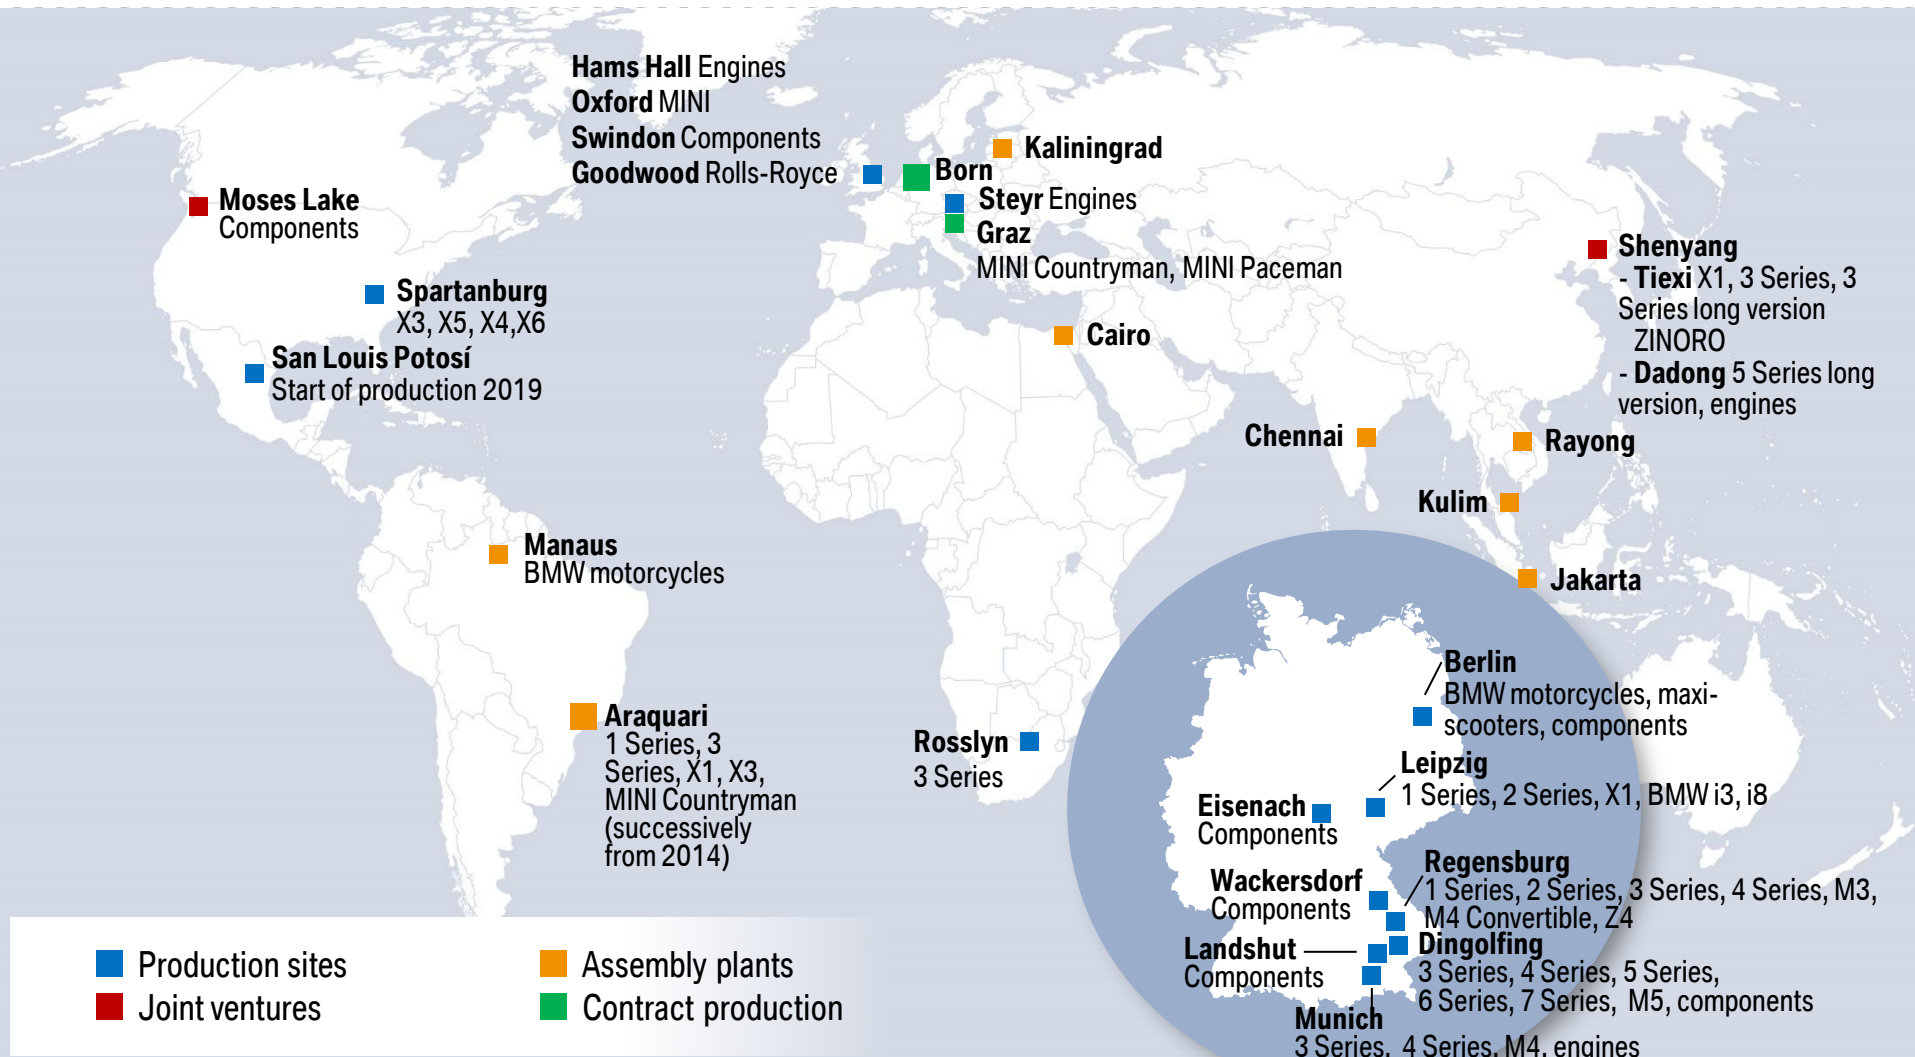 Hams Hall Engines
Oxford MINI
Swindon Components
Goodwood Rolls-Royce
Kaliningrad
Born
Steyr Engines
Graz
MINI Countryman, MINI Paceman
Moses Lake
Components
Spartanburg
X3, X5, X4,X6
San Louis Potosí
Start of production 2019
Cairo
Shenyang
- Tiexi X1, 3 Series, 3
Series long version
ZINORO
- Dadong 5 Series long
version, engines
Chennai
Rayong
Kulim
Jakarta
Manaus
BMW motorcycles
Araquari
1 Series, 3
Series, X1, X3,
MINI Countryman
(successively
from 2014)
Rosslyn
3 Series
Berlin
BMW motorcycles, maxi-
scooters, components
Leipzig
1 Series, 2 Series, X1, BMW i3, i8
Eisenach
Components
Regensburg
1 Series, 2 Series, 3 Series, 4 Series, M3,
M4 Convertible, Z4
Wackersdorf
Components
Dingolfing
3 Series, 4 Series, 5 Series,
6 Series, 7 Series, M5, components
Landshut
Components
Munich
3 Series, 4 Series, M4, engines
Production sites
Joint ventures
Assembly plants
Contract production